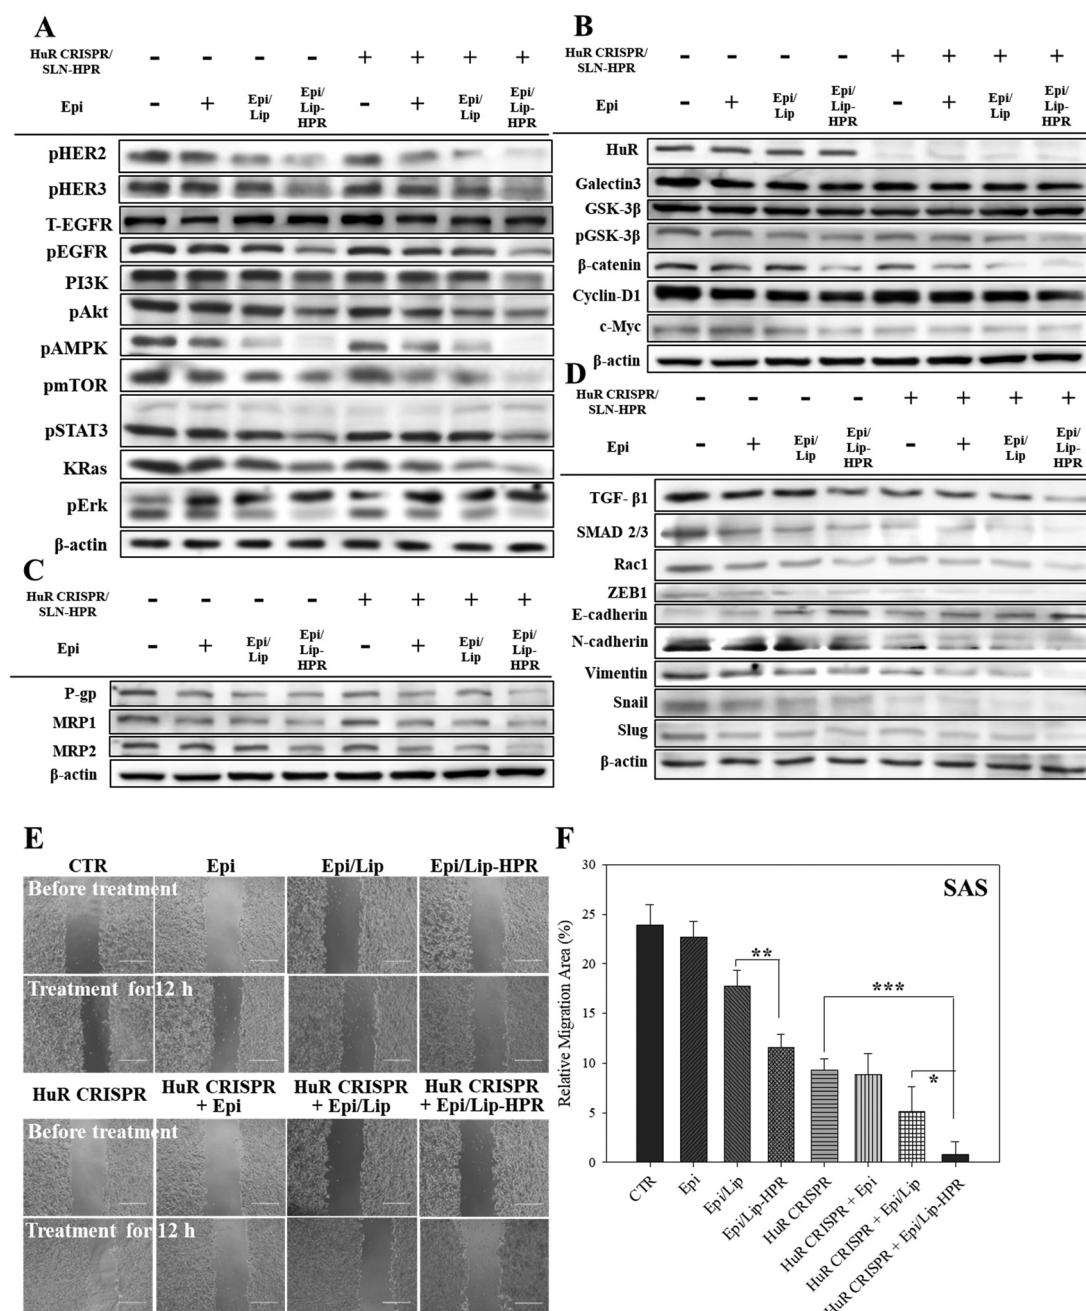 A
HuR CRISPR/
SLN-HPR
- - - - + + + +
Epi
- + Epi/Lip Epi/Lip-HPR - + Epi/Lip Epi/Lip-HPR
pHER2
pHER3
T-EGFR
pEGFR
PI3K
pAkt
pAMPK
pmTOR
pSTAT3
KRas
pErk
β-actin
B
HuR CRISPR/
SLN-HPR
- - - - + + + +
Epi
- + Epi/Lip Epi/Lip-HPR - + Epi/Lip Epi/Lip-HPR
HuR
Galectin3
GSK-3β
pGSK-3β
β-catenin
Cyclin-D1
c-Myc
β-actin
C
HuR CRISPR/
SLN-HPR
- - - - + + + +
Epi
- + Epi/Lip Epi/Lip-HPR - + Epi/Lip Epi/Lip-HPR
P-gp
MRP1
MRP2
β-actin
D
HuR CRISPR/
SLN-HPR
- - - - + + + +
Epi
- + Epi/Lip Epi/Lip-HPR - + Epi/Lip Epi/Lip-HPR
TGF- β1
SMAD 2/3
Rac1
ZEB1
E-cadherin
N-cadherin
Vimentin
Snail
Slug
β-actin
E
CTR Epi Epi/Lip Epi/Lip-HPR
Before treatment
Treatment for12 h
HuR CRISPR
HuR CRISPR + Epi
HuR CRISPR + Epi/Lip
HuR CRISPR + Epi/Lip-HPR
Before treatment
Treatment for 12 h
F
SAS
Relative Migration Area (%)
30
25
20
15
10
5
0
**
***
*
CTR
Epi
Epi/Lip
Epi/Lip-HPR
HuR CRISPR
HuR CRISPR + Epi
HuR CRISPR + Epi/Lip
HuR CRISPR + Epi/Lip-HPR